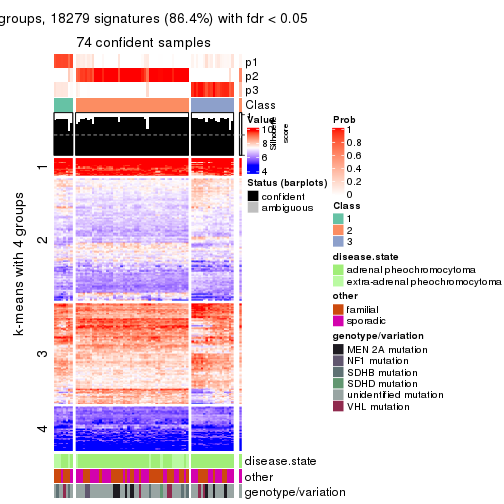 groups, 18279 signatures (86.4%) with fdr < 0.05
74 confident samples
p1
p2
p3
Class
Silhouette
score
k-means with 4 groups
1
2
3
4
disease.state
other
genotype/variation
Value
10
8
6
4
Status (barplots)
confident
ambiguous
Prob
1
0.8
0.6
0.4
0.2
0
Class
1
2
3
disease.state
adrenal pheochromocytoma
extra-adrenal pheochromocytoma
other
familial
sporadic
genotype/variation
MEN 2A mutation
NF1 mutation
SDHB mutation
SDHD mutation
unidentified mutation
VHL mutation